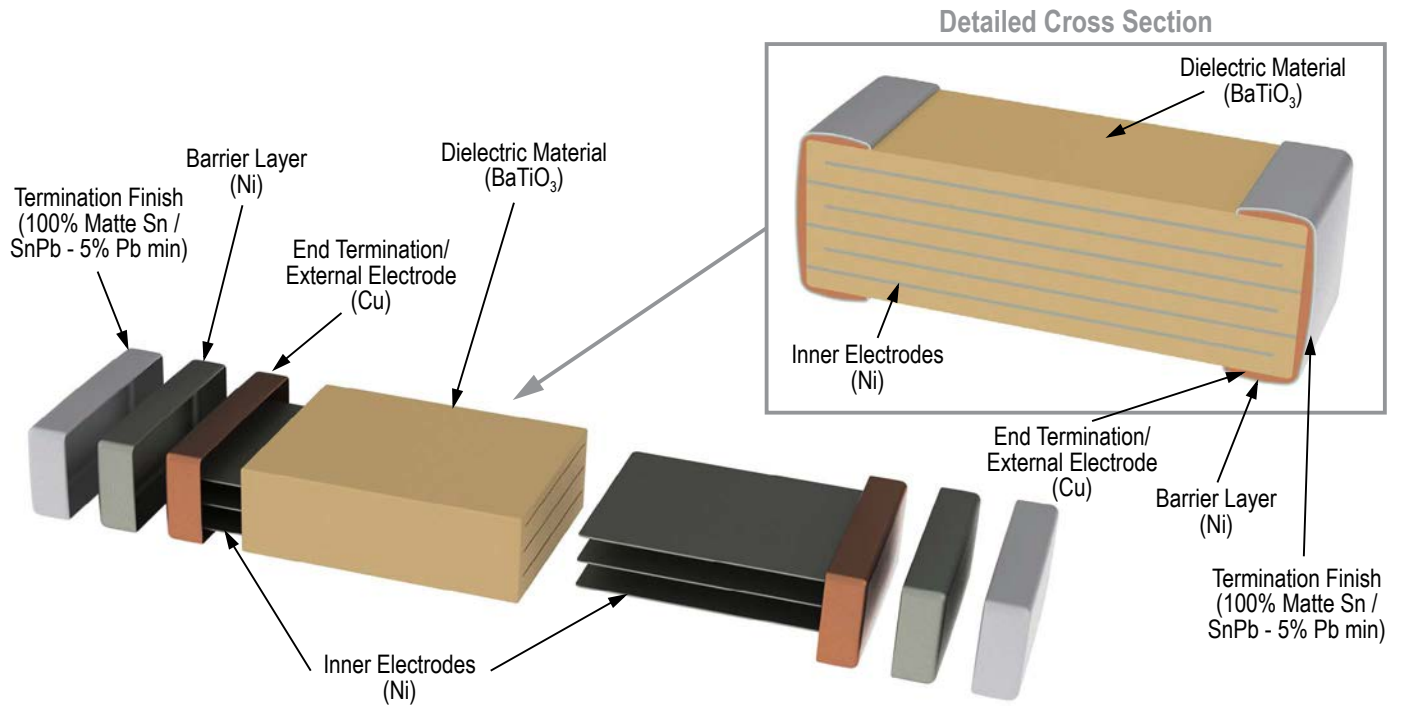 Detailed Cross Section
Dielectric Material
(BaTiO₃)
Inner Electrodes
(Ni)
End Termination/
External Electrode
(Cu)
Barrier Layer
(Ni)
Termination Finish
(100% Matte Sn /
SnPb - 5% Pb min)
Termination Finish
(100% Matte Sn /
SnPb - 5% Pb min)
Barrier Layer
(Ni)
End Termination/
External Electrode
(Cu)
Dielectric Material
(BaTiO₃)
Inner Electrodes
(Ni)